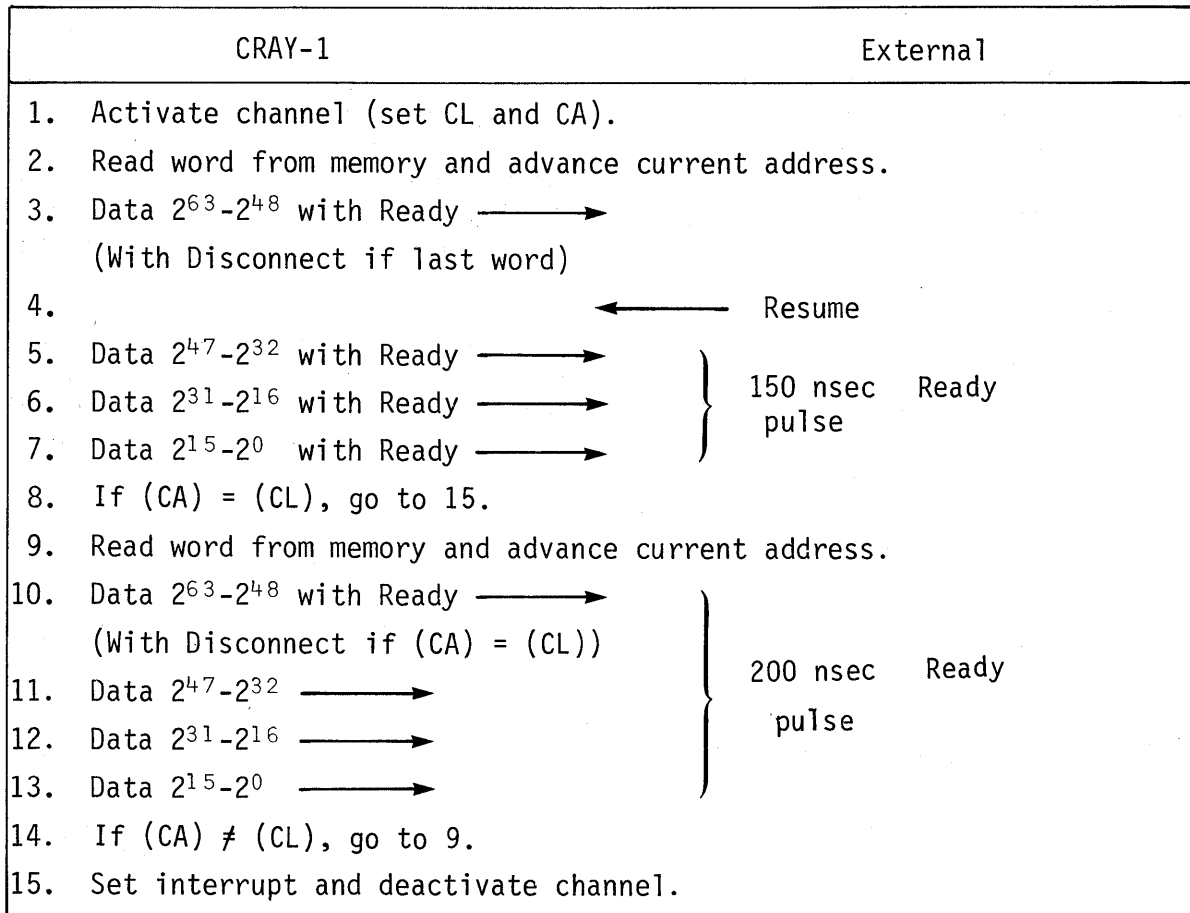 CRAY-1 External
1. Activate channel (set CL and CA).
2. Read word from memory and advance current address.
3. Data 2⁶³-2⁴⁸ with Ready
(With Disconnect if last word)
4. Resume
5. Data 2⁴⁷-2³² with Ready
6. Data 2³¹-2¹⁶ with Ready
7. Data 2¹⁵-2⁰ with Ready
150 nsec Ready
pulse
8. If (CA) = (CL), go to 15.
9. Read word from memory and advance current address.
10. Data 2⁶³-2⁴⁸ with Ready
(With Disconnect if (CA) = (CL))
11. Data 2⁴⁷-2³²
12. Data 2³¹-2¹⁶
13. Data 2¹⁵-2⁰
200 nsec Ready
pulse
14. If (CA) ≠ (CL), go to 9.
15. Set interrupt and deactivate channel.